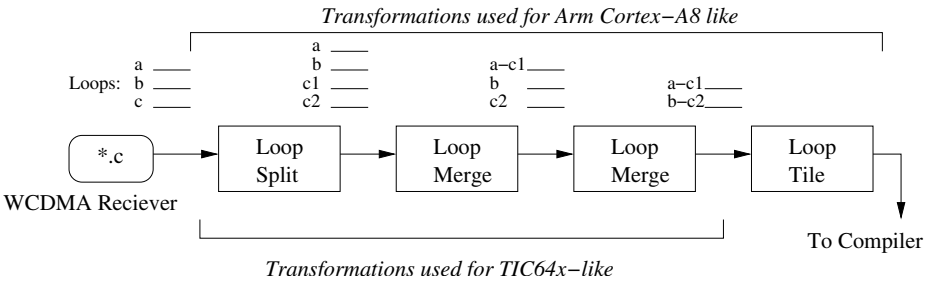 Transformations used for Arm Cortex−A8 like
Loops:
a
b
c
a
b
c1
c2
a−c1
b
c2
a−c1
b−c2
*.c
WCDMA Reciever
Loop
Split
Loop
Merge
Loop
Merge
Loop
Tile
To Compiler
Transformations used for TIC64x−like